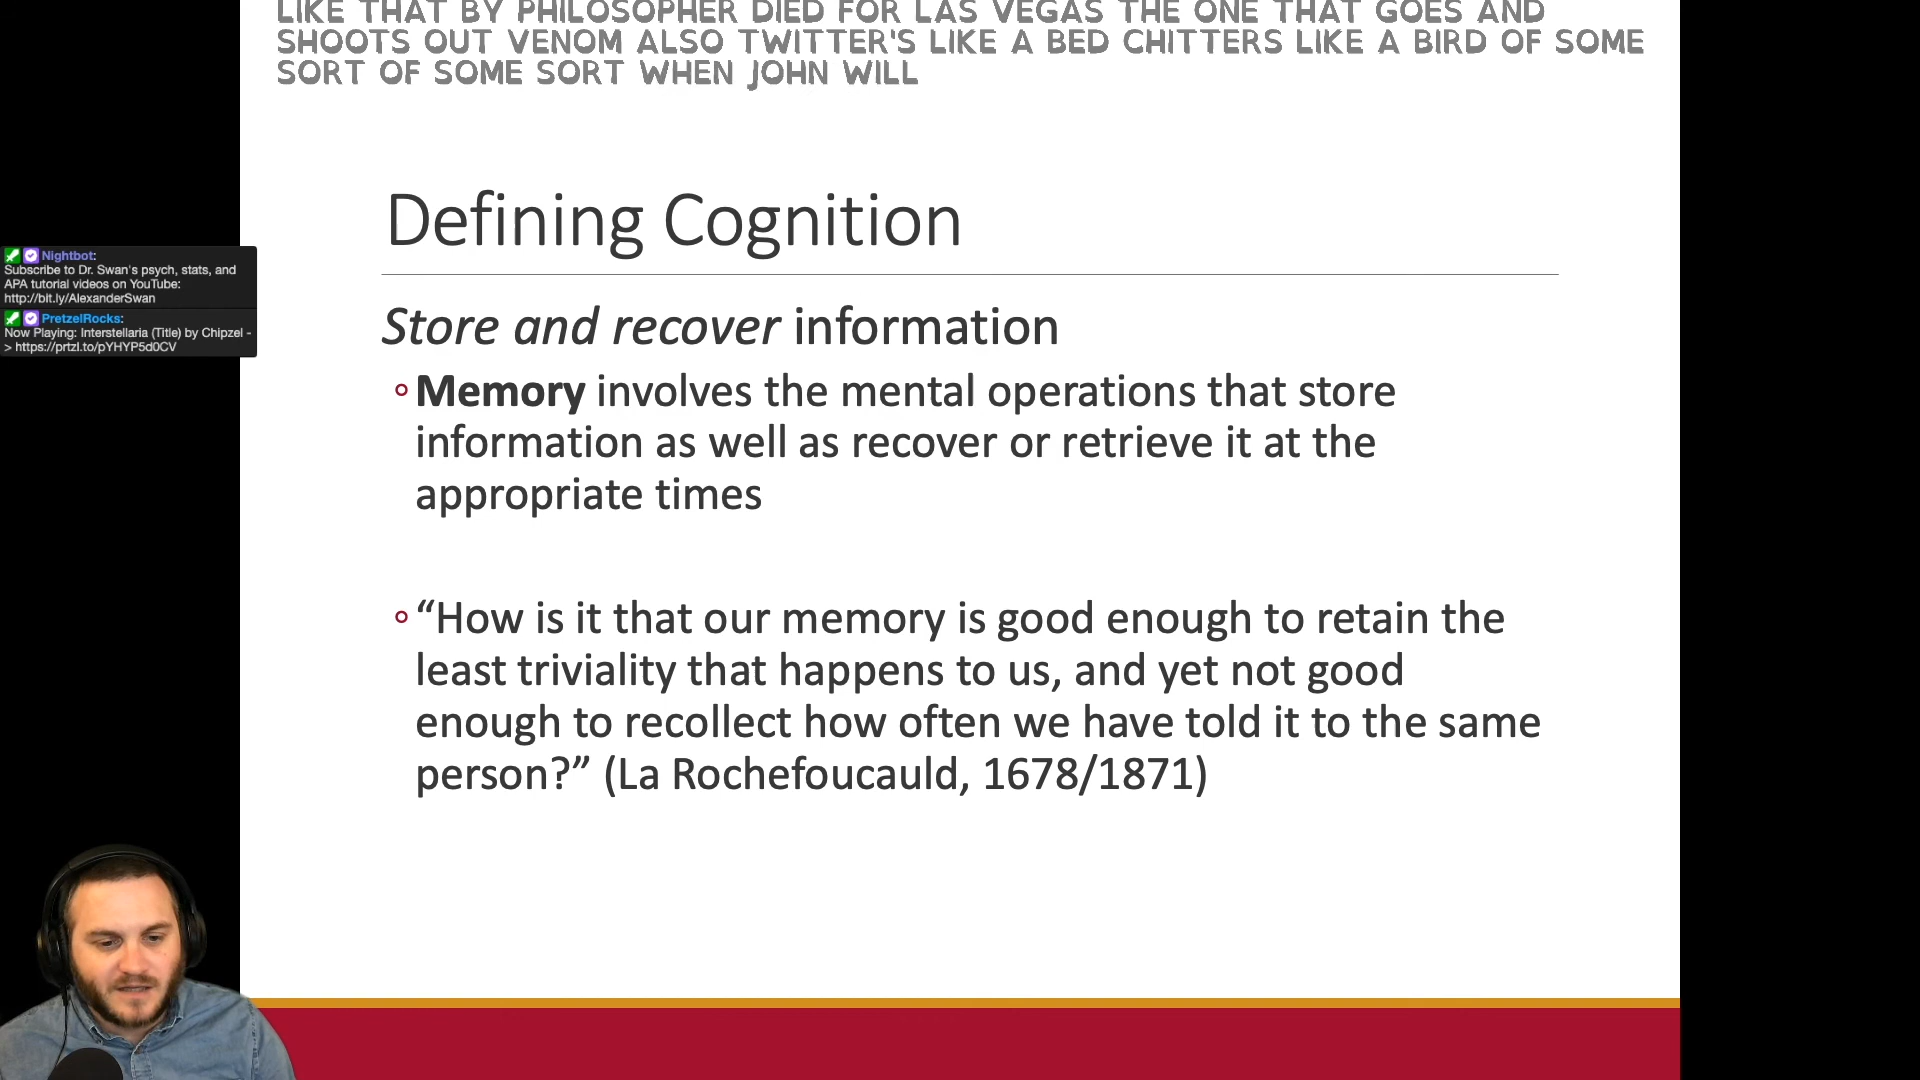 LIKE THAT BY PHILOSOPHER DIED FOR LAS VEGAS THE ONE THAT GOES AND
SHOOTS OUT VENOM ALSO TWITTER'S LIKE A BED CHITTERS LIKE A BIRD OF SOME
SORT OF SOME SORT WHEN JOHN WILL
Defining Cognition
Nightbot:
Subscribe to Dr. Swan's psych, stats, and
APA tutorial videos on YouTube:
http://bit.ly/AlexanderSwan
PretzelRocks:
Now Playing: Interstellaria (Title) by Chipzel -
> https://prtzl.to/pYHYP5d0CV
Store and recover information
Memory involves the mental operations that store
information as well as recover or retrieve it at the
appropriate times
“How is it that our memory is good enough to retain the
least triviality that happens to us, and yet not good
enough to recollect how often we have told it to the same
person?” (La Rochefoucauld, 1678/1871)